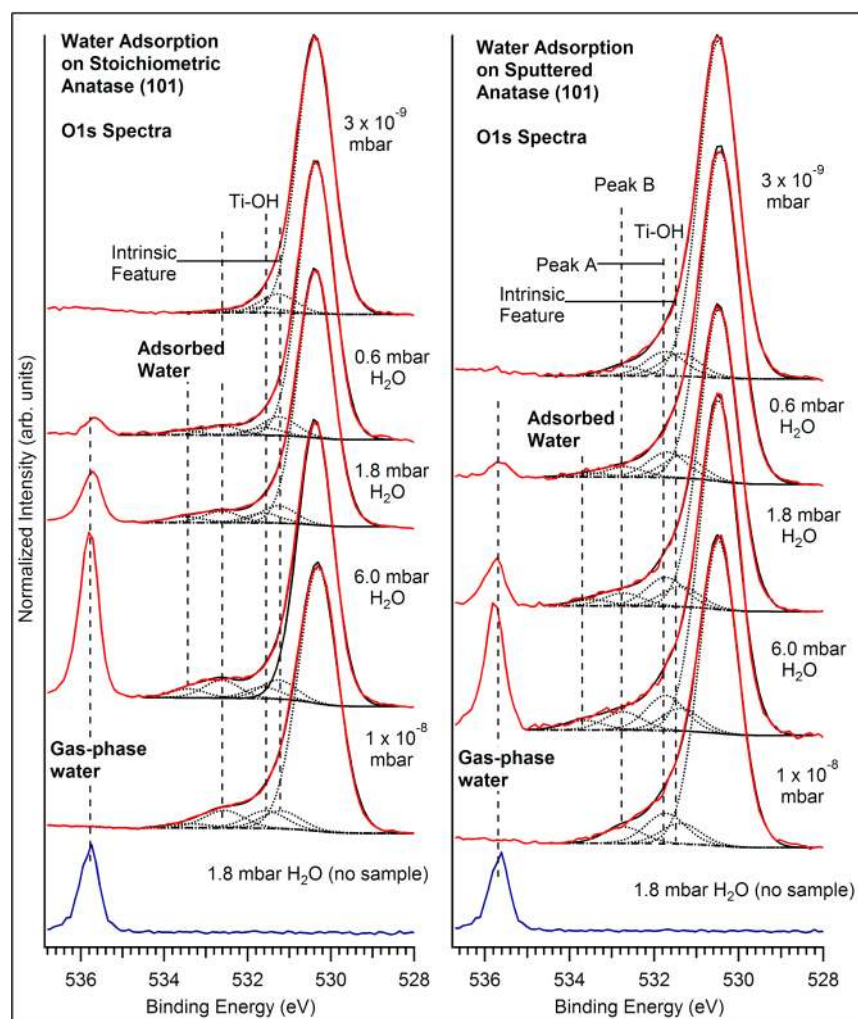 Water Adsorption
on Stoichiometric
Anatase (101)
O1s Spectra
3 x 10⁻⁹
mbar
Ti-OH
Intrinsic
Feature
Adsorbed
Water
0.6 mbar
H₂O
1.8 mbar
H₂O
6.0 mbar
H₂O
Gas-phase
water
1 x 10⁻⁸
mbar
1.8 mbar H₂O (no sample)
Normalized Intensity (arb. units)
536
534
532
530
528
Binding Energy (eV)
Water Adsorption
on Sputtered
Anatase (101)
O1s Spectra
3 x 10⁻⁹
mbar
Peak B
Ti-OH
Peak A
Intrinsic
Feature
Adsorbed
Water
0.6 mbar
H₂O
1.8 mbar
H₂O
6.0 mbar
H₂O
Gas-phase
water
1 x 10⁻⁸
mbar
1.8 mbar H₂O (no sample)
536
534
532
530
528
Binding Energy (eV)